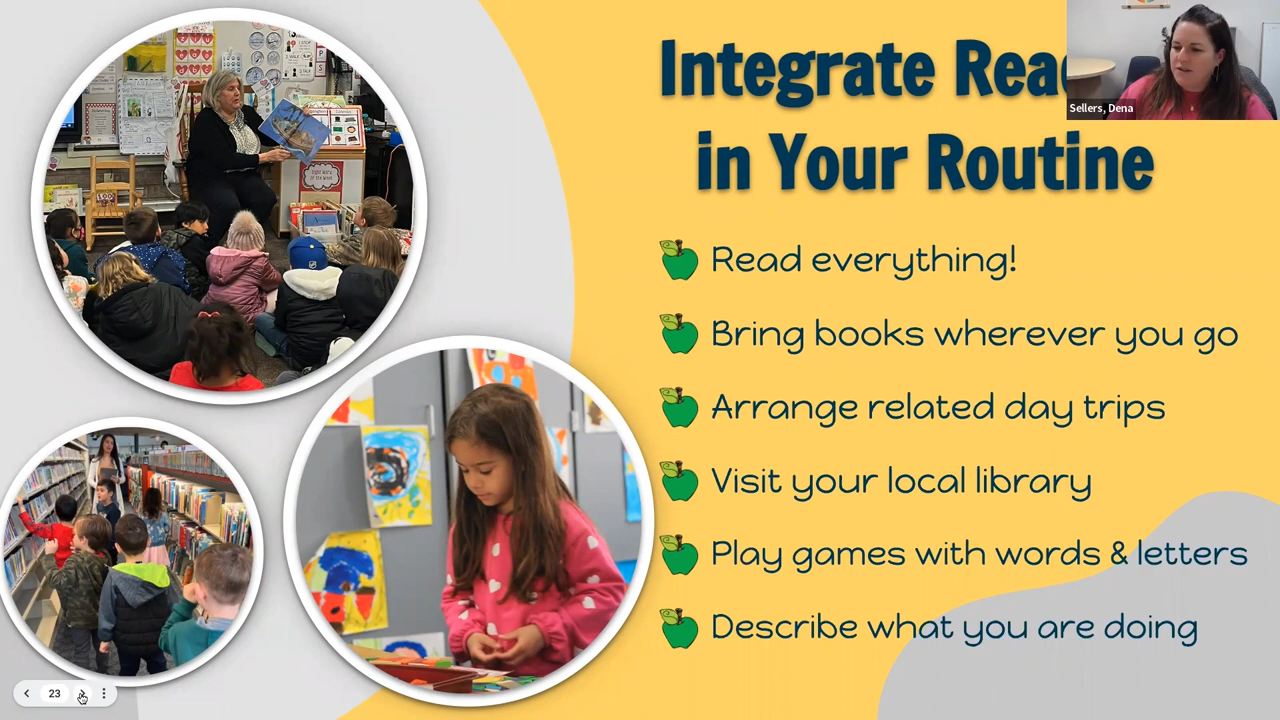 Integrate Rea
in Your Routine
Sellers, Dena
Read everything!
Bring books wherever you go
Arrange related day trips
Visit your local library
Play games with words & letters
Describe what you are doing
23